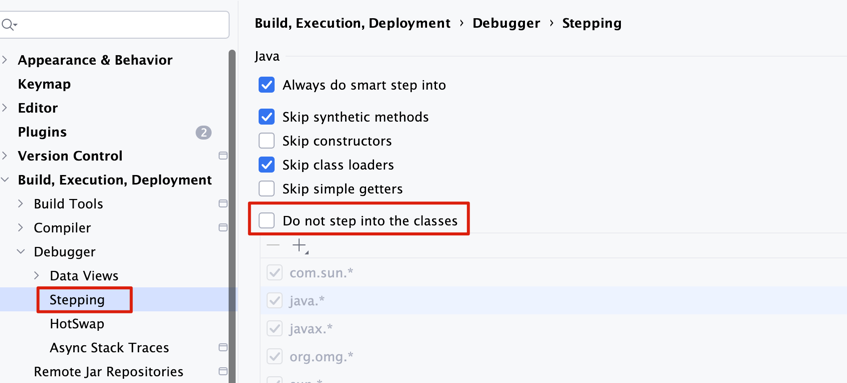 Build, Execution, Deployment › Debugger › Stepping
Appearance & Behavior
Keymap
Editor
Plugins 2
Version Control
Build, Execution, Deployment
Build Tools
Compiler
Debugger
Data Views
Stepping
HotSwap
Async Stack Traces
Remote Jar Repositories
Java
Always do smart step into
Skip synthetic methods
Skip constructors
Skip class loaders
Skip simple getters
Do not step into the classes
com.sun.*
java.*
javax.*
org.omg.*
sun.*